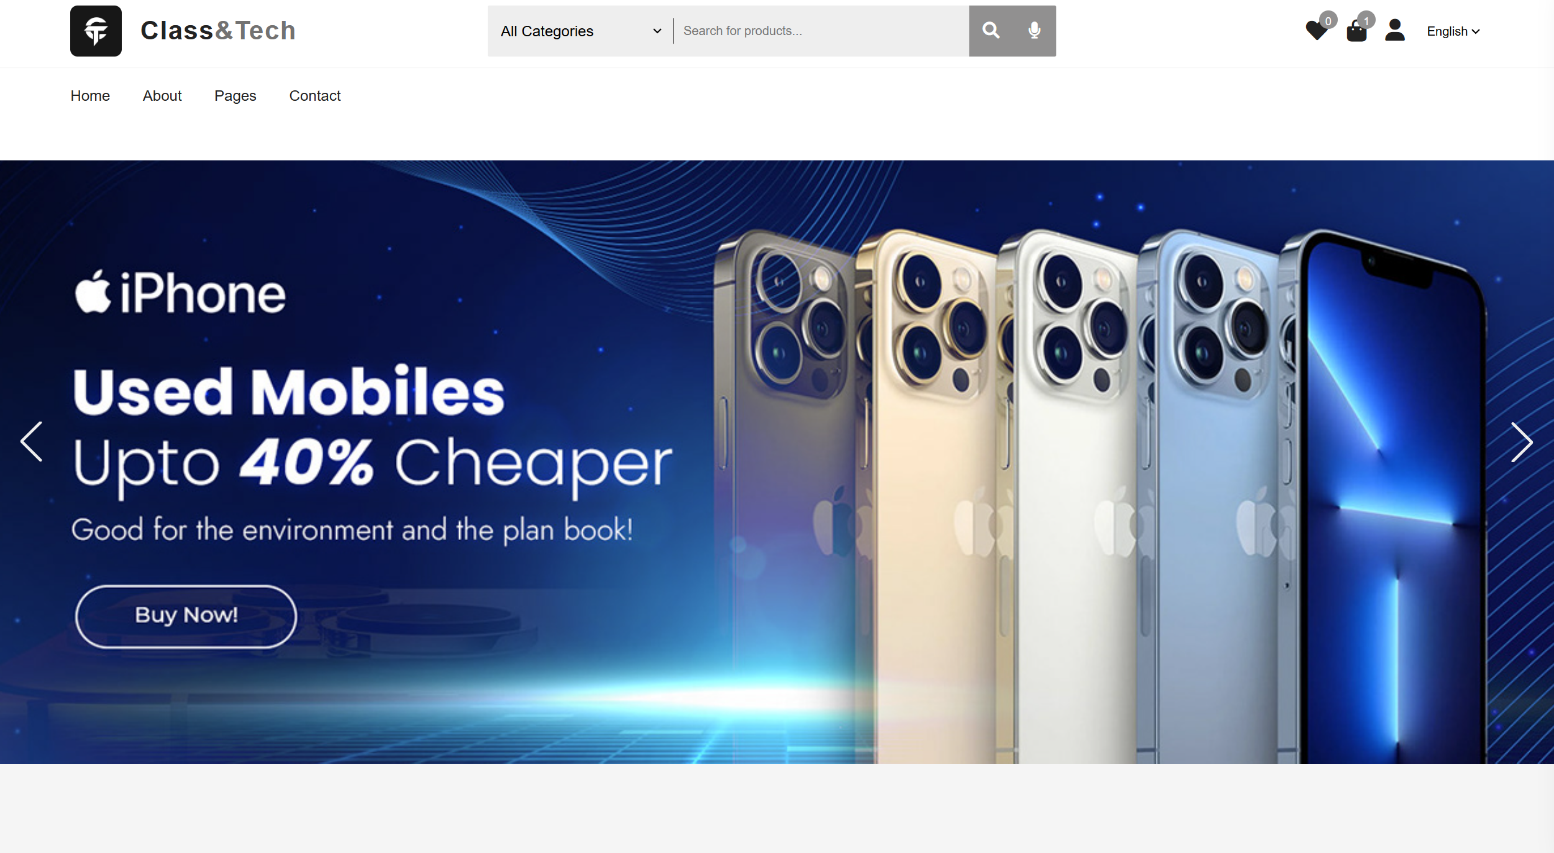 Class&Tech
All Categories
Search for products...
0
1
English
Home
About
Pages
Contact
iPhone
Used Mobiles
Upto 40% Cheaper
Good for the environment and the plan book!
Buy Now!